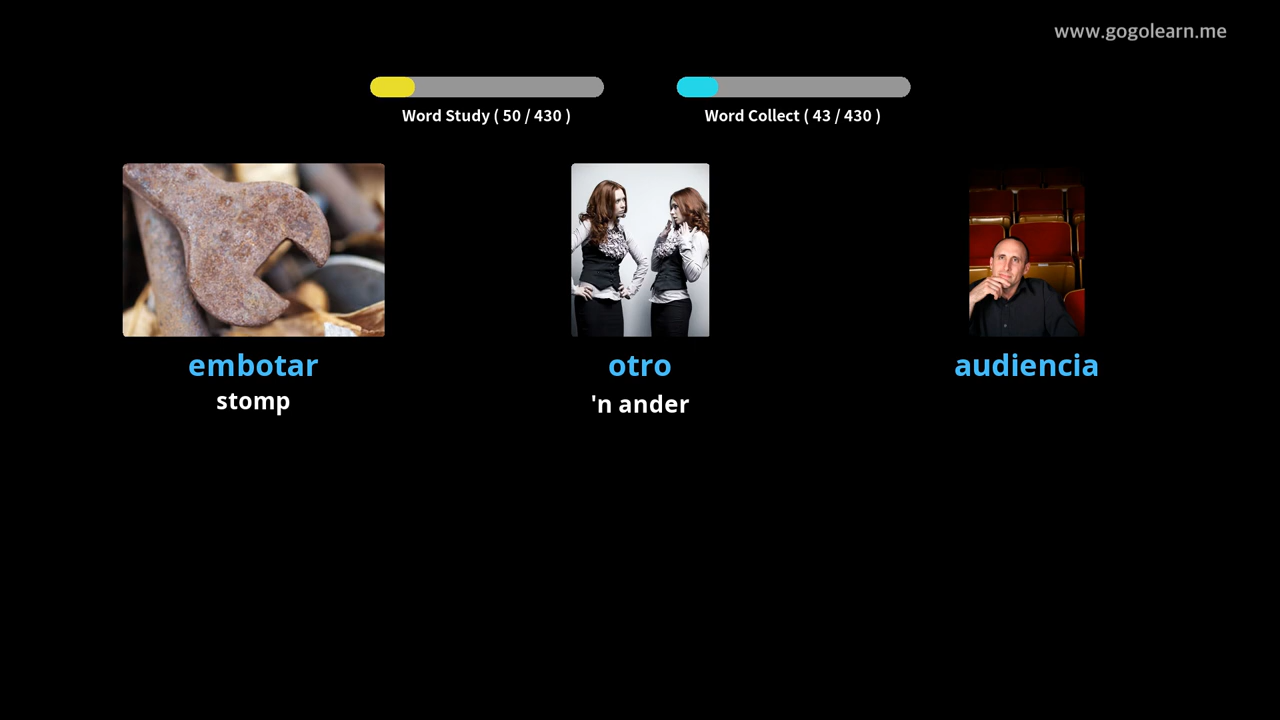 www.gogolearn.me
Word Study ( 50 / 430 )
Word Collect ( 43 / 430 )
embotar
stomp
otro
'n ander
audiencia